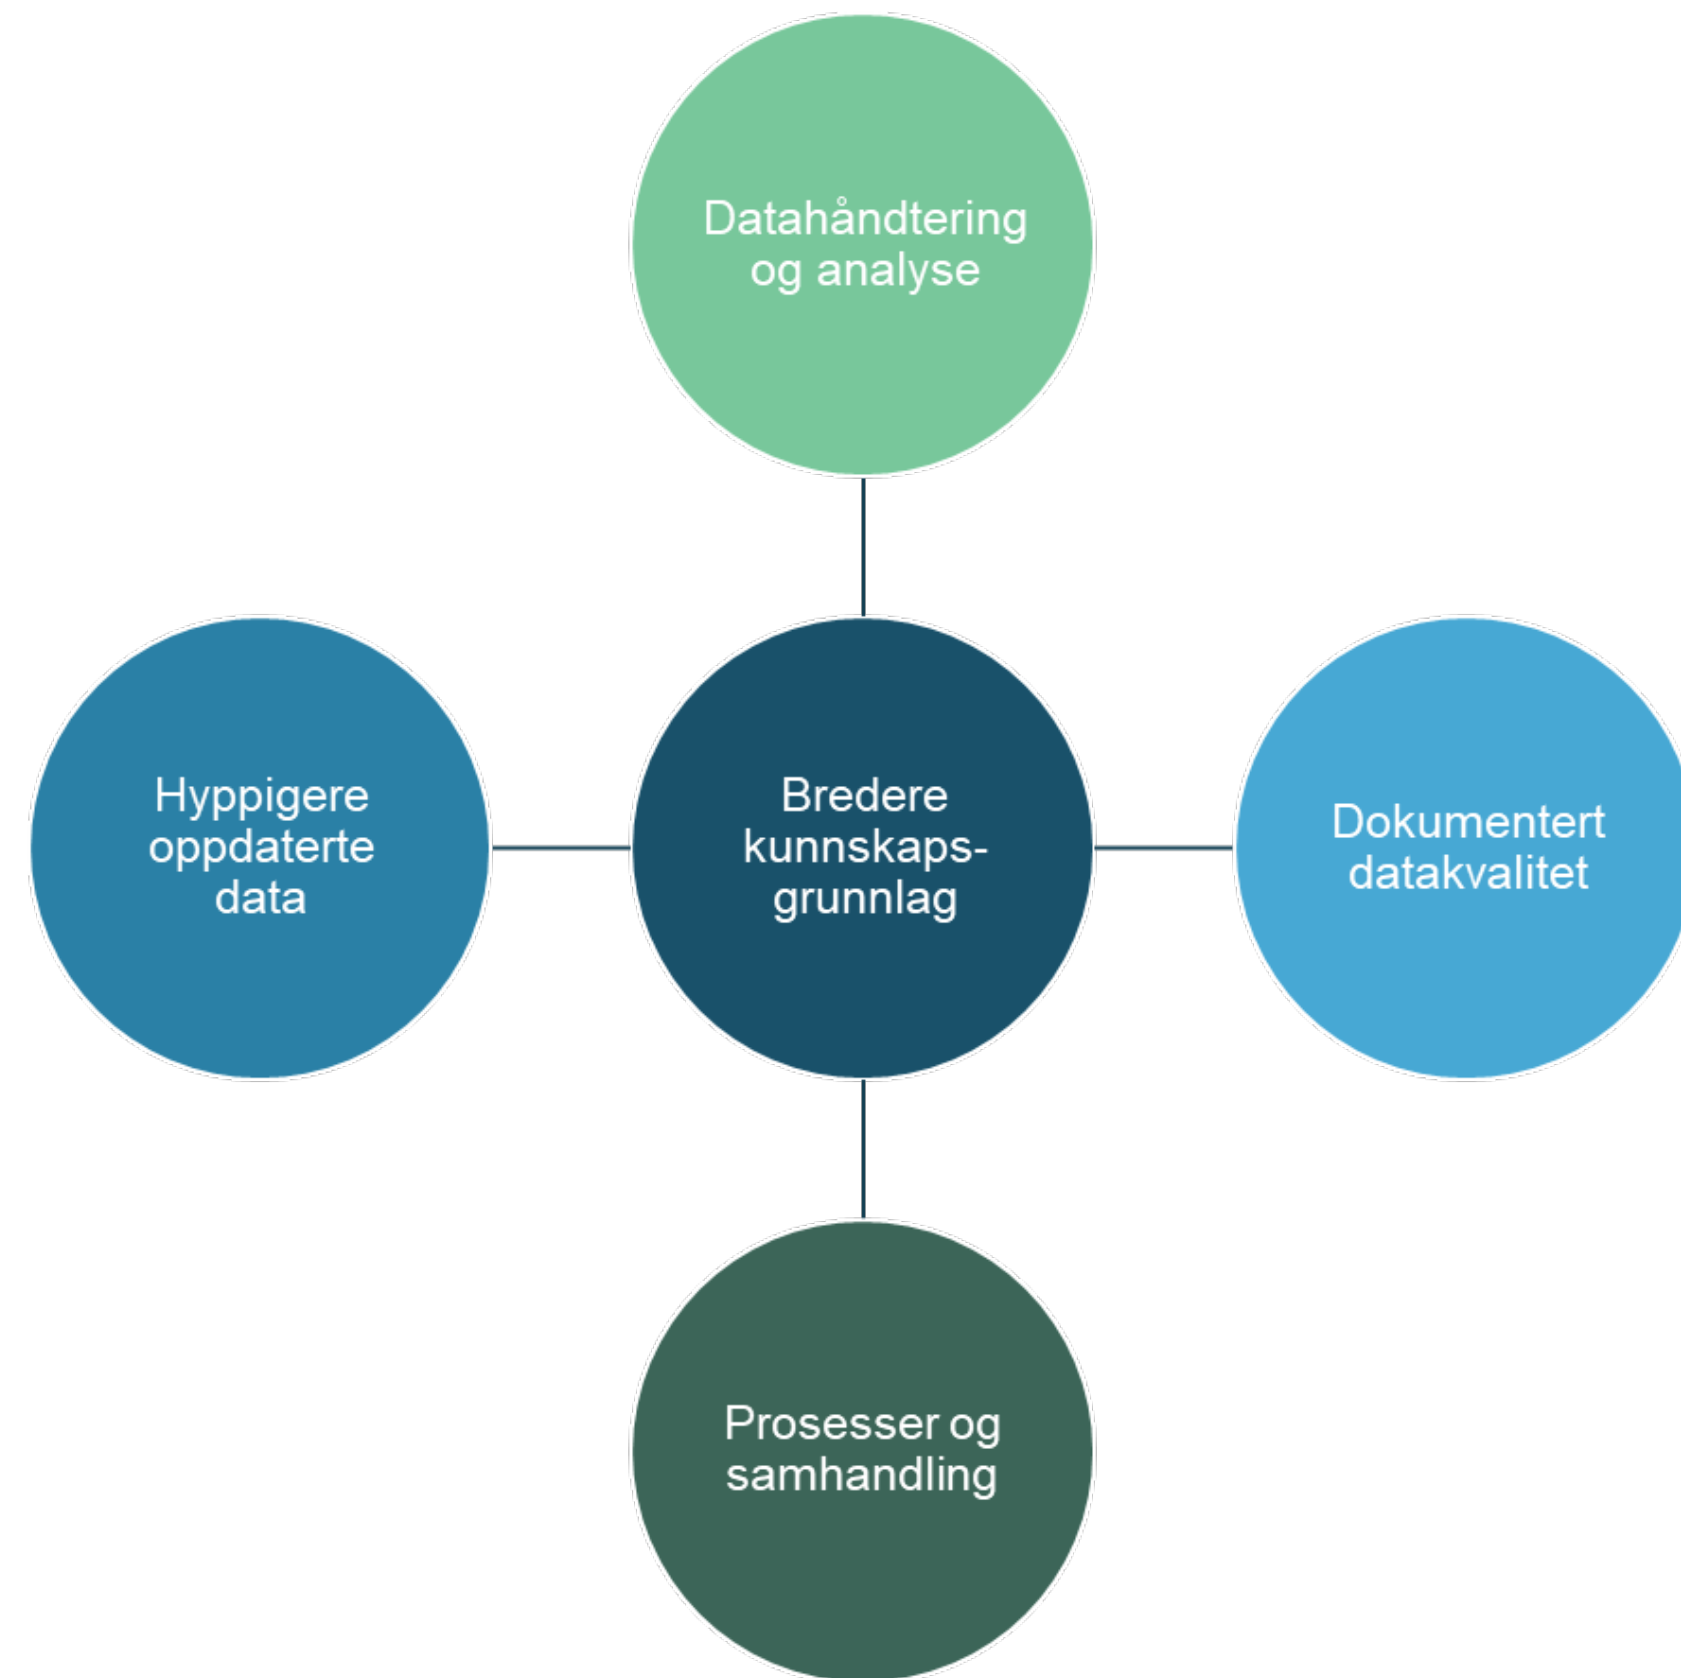 Datahåndtering
og analyse
Hyppigere
oppdaterte
data
Bredere
kunnskaps-
grunnlag
Dokumentert
datakvalitet
Prosesser og
samhandling